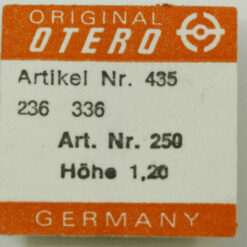 ORIGINAL
OTERO
Artikel Nr. 435
236 336
Art. Nr. 250
Höhe 1,20
GERMANY